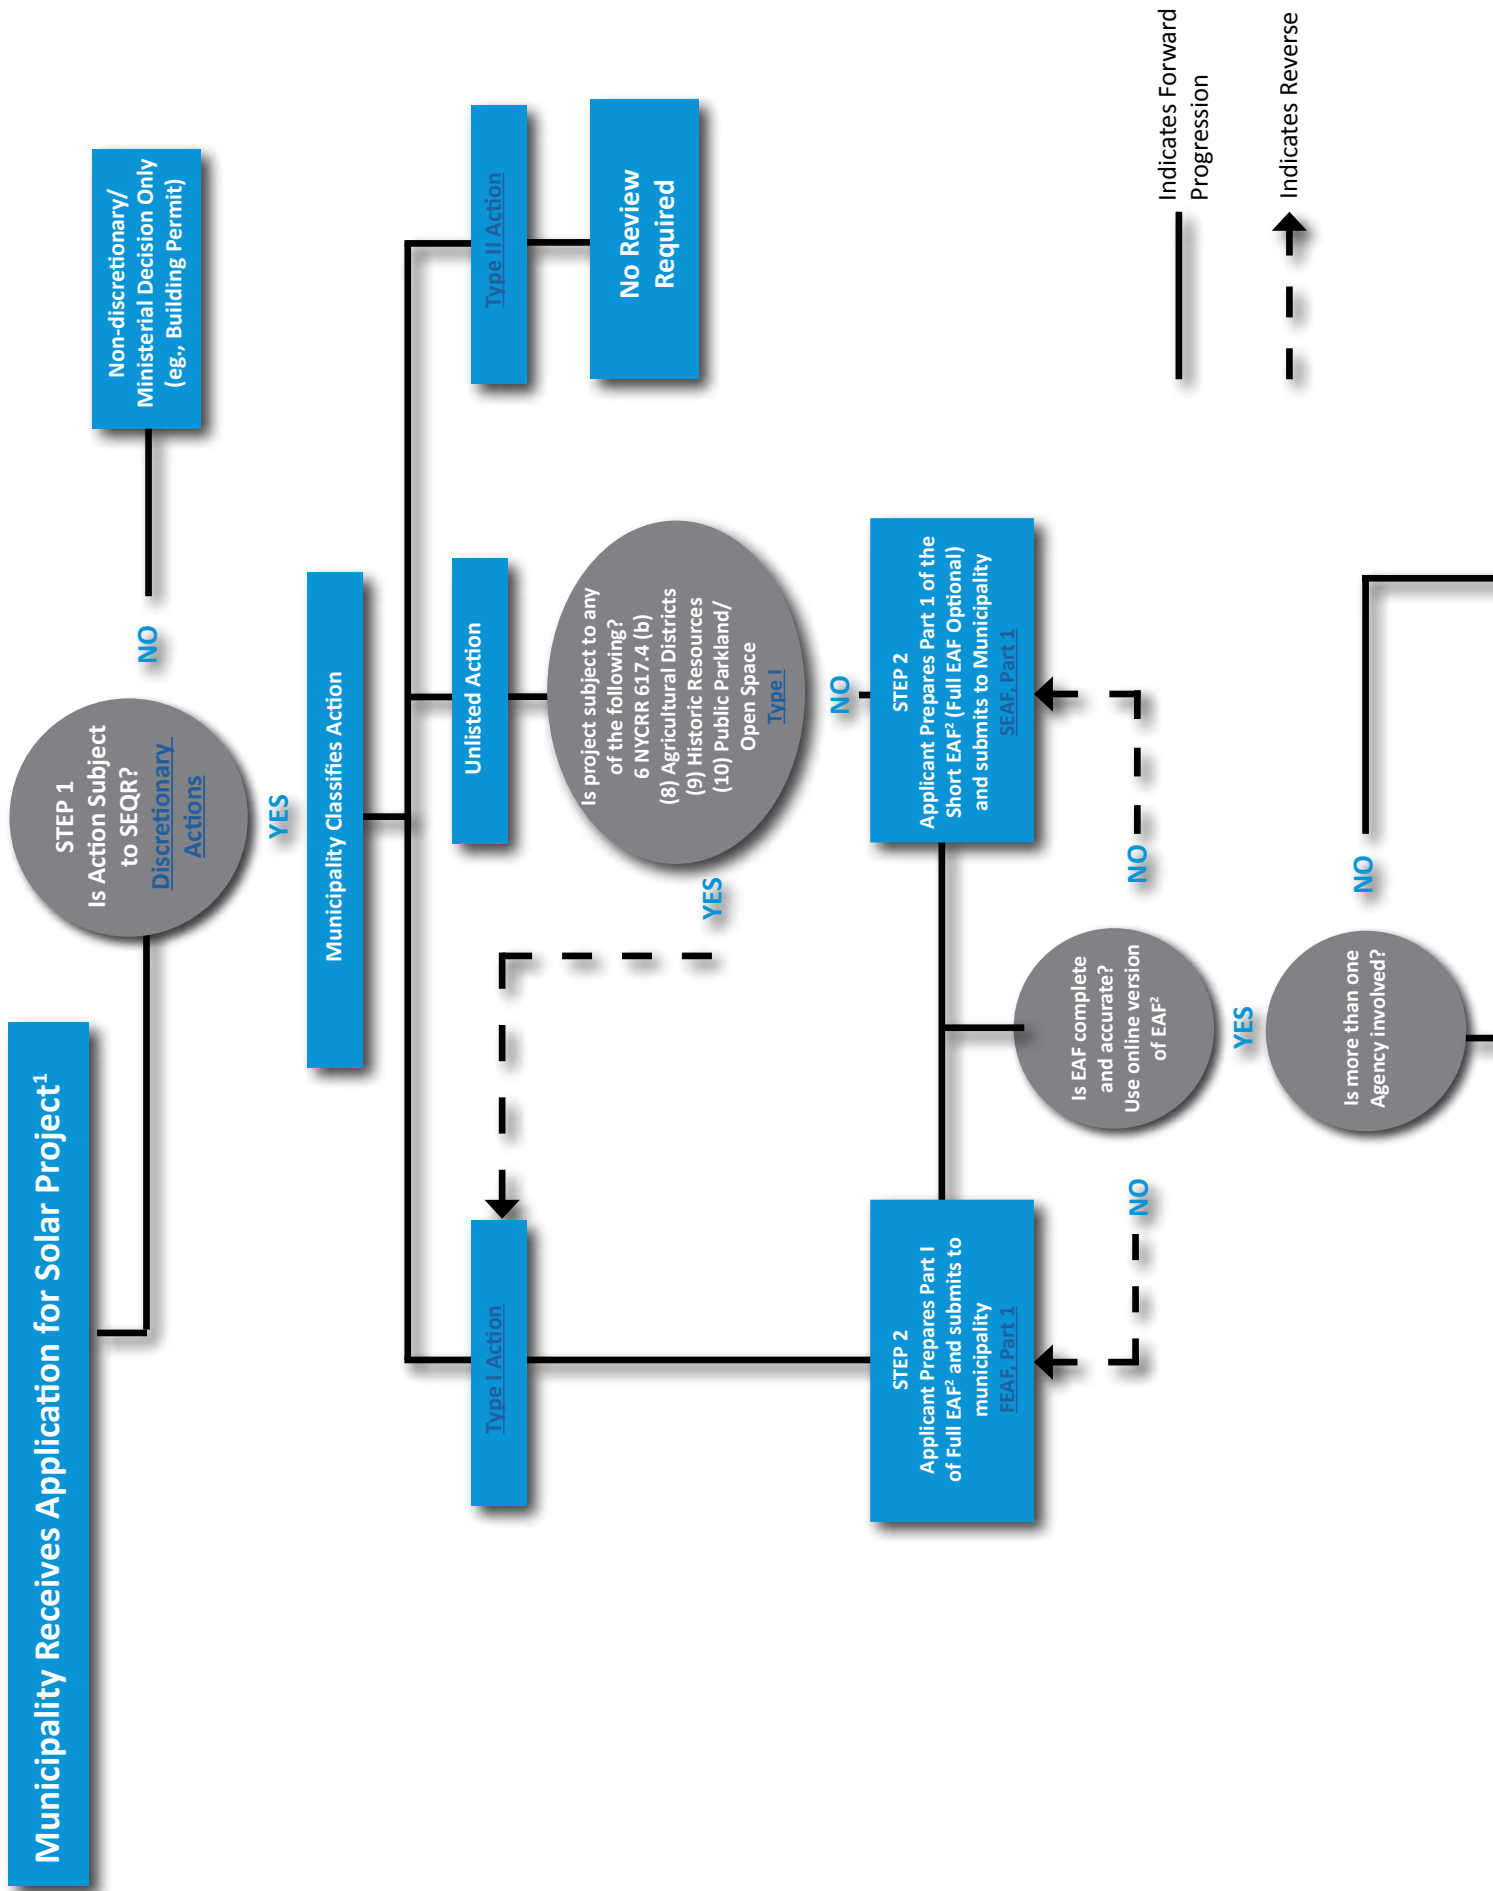 Municipality Receives Application for Solar Project¹
STEP 1
Is Action Subject
to SEQR?
Discretionary
Actions
NO
Non-discretionary/
Ministerial Decision Only
(eg., Building Permit)
YES
Municipality Classifies Action
Type I Action
Unlisted Action
Type II Action
No Review
Required
Is project subject to any
of the following?
6 NYCRR 617.4 (b)
(8) Agricultural Districts
(9) Historic Resources
(10) Public Parkland/
Open Space
Type I
YES
NO
STEP 2
Applicant Prepares Part I
of Full EAF² and submits to
municipality
FEAF, Part 1
STEP 2
Applicant Prepares Part 1 of the
Short EAF² (Full EAF Optional)
and submits to Municipality
SEAF, Part 1
Is EAF complete
and accurate?
Use online version
of EAF²
NO
NO
YES
Is more than one
Agency involved?
NO
Indicates Forward
Progression
Indicates Reverse